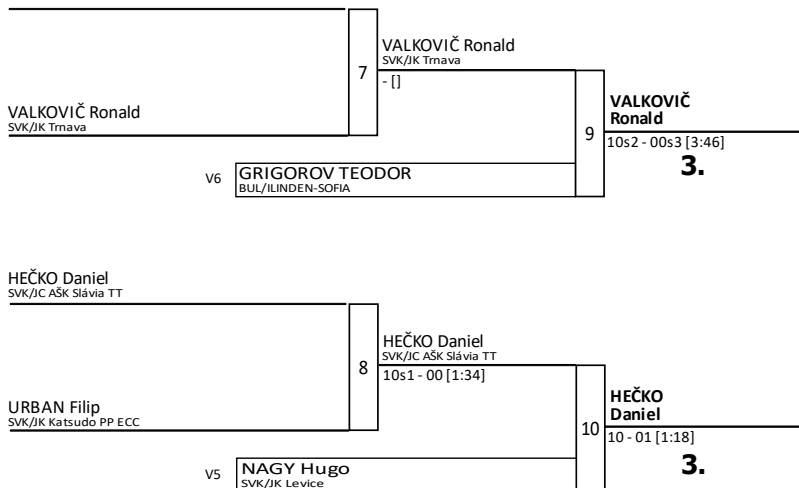 VALKOVIČ Ronald
SVK/JK Trnava
7
- []
VALKOVIČ Ronald
SVK/JK Trnava
V6
GRIGOROV TEODOR
BUL/ILINDEN-SOFIA
9
VALKOVIČ
Ronald
10s2 - 00s3 [3:46]
3.
HEČKO Daniel
SVK/JC AŠK Slávia TT
8
HEČKO Daniel
SVK/JC AŠK Slávia TT
10s1 - 00 [1:34]
URBAN Filip
SVK/JK Katsudo PP ECC
V5
NAGY Hugo
SVK/JK Levice
10
HEČKO
Daniel
10 - 01 [1:18]
3.